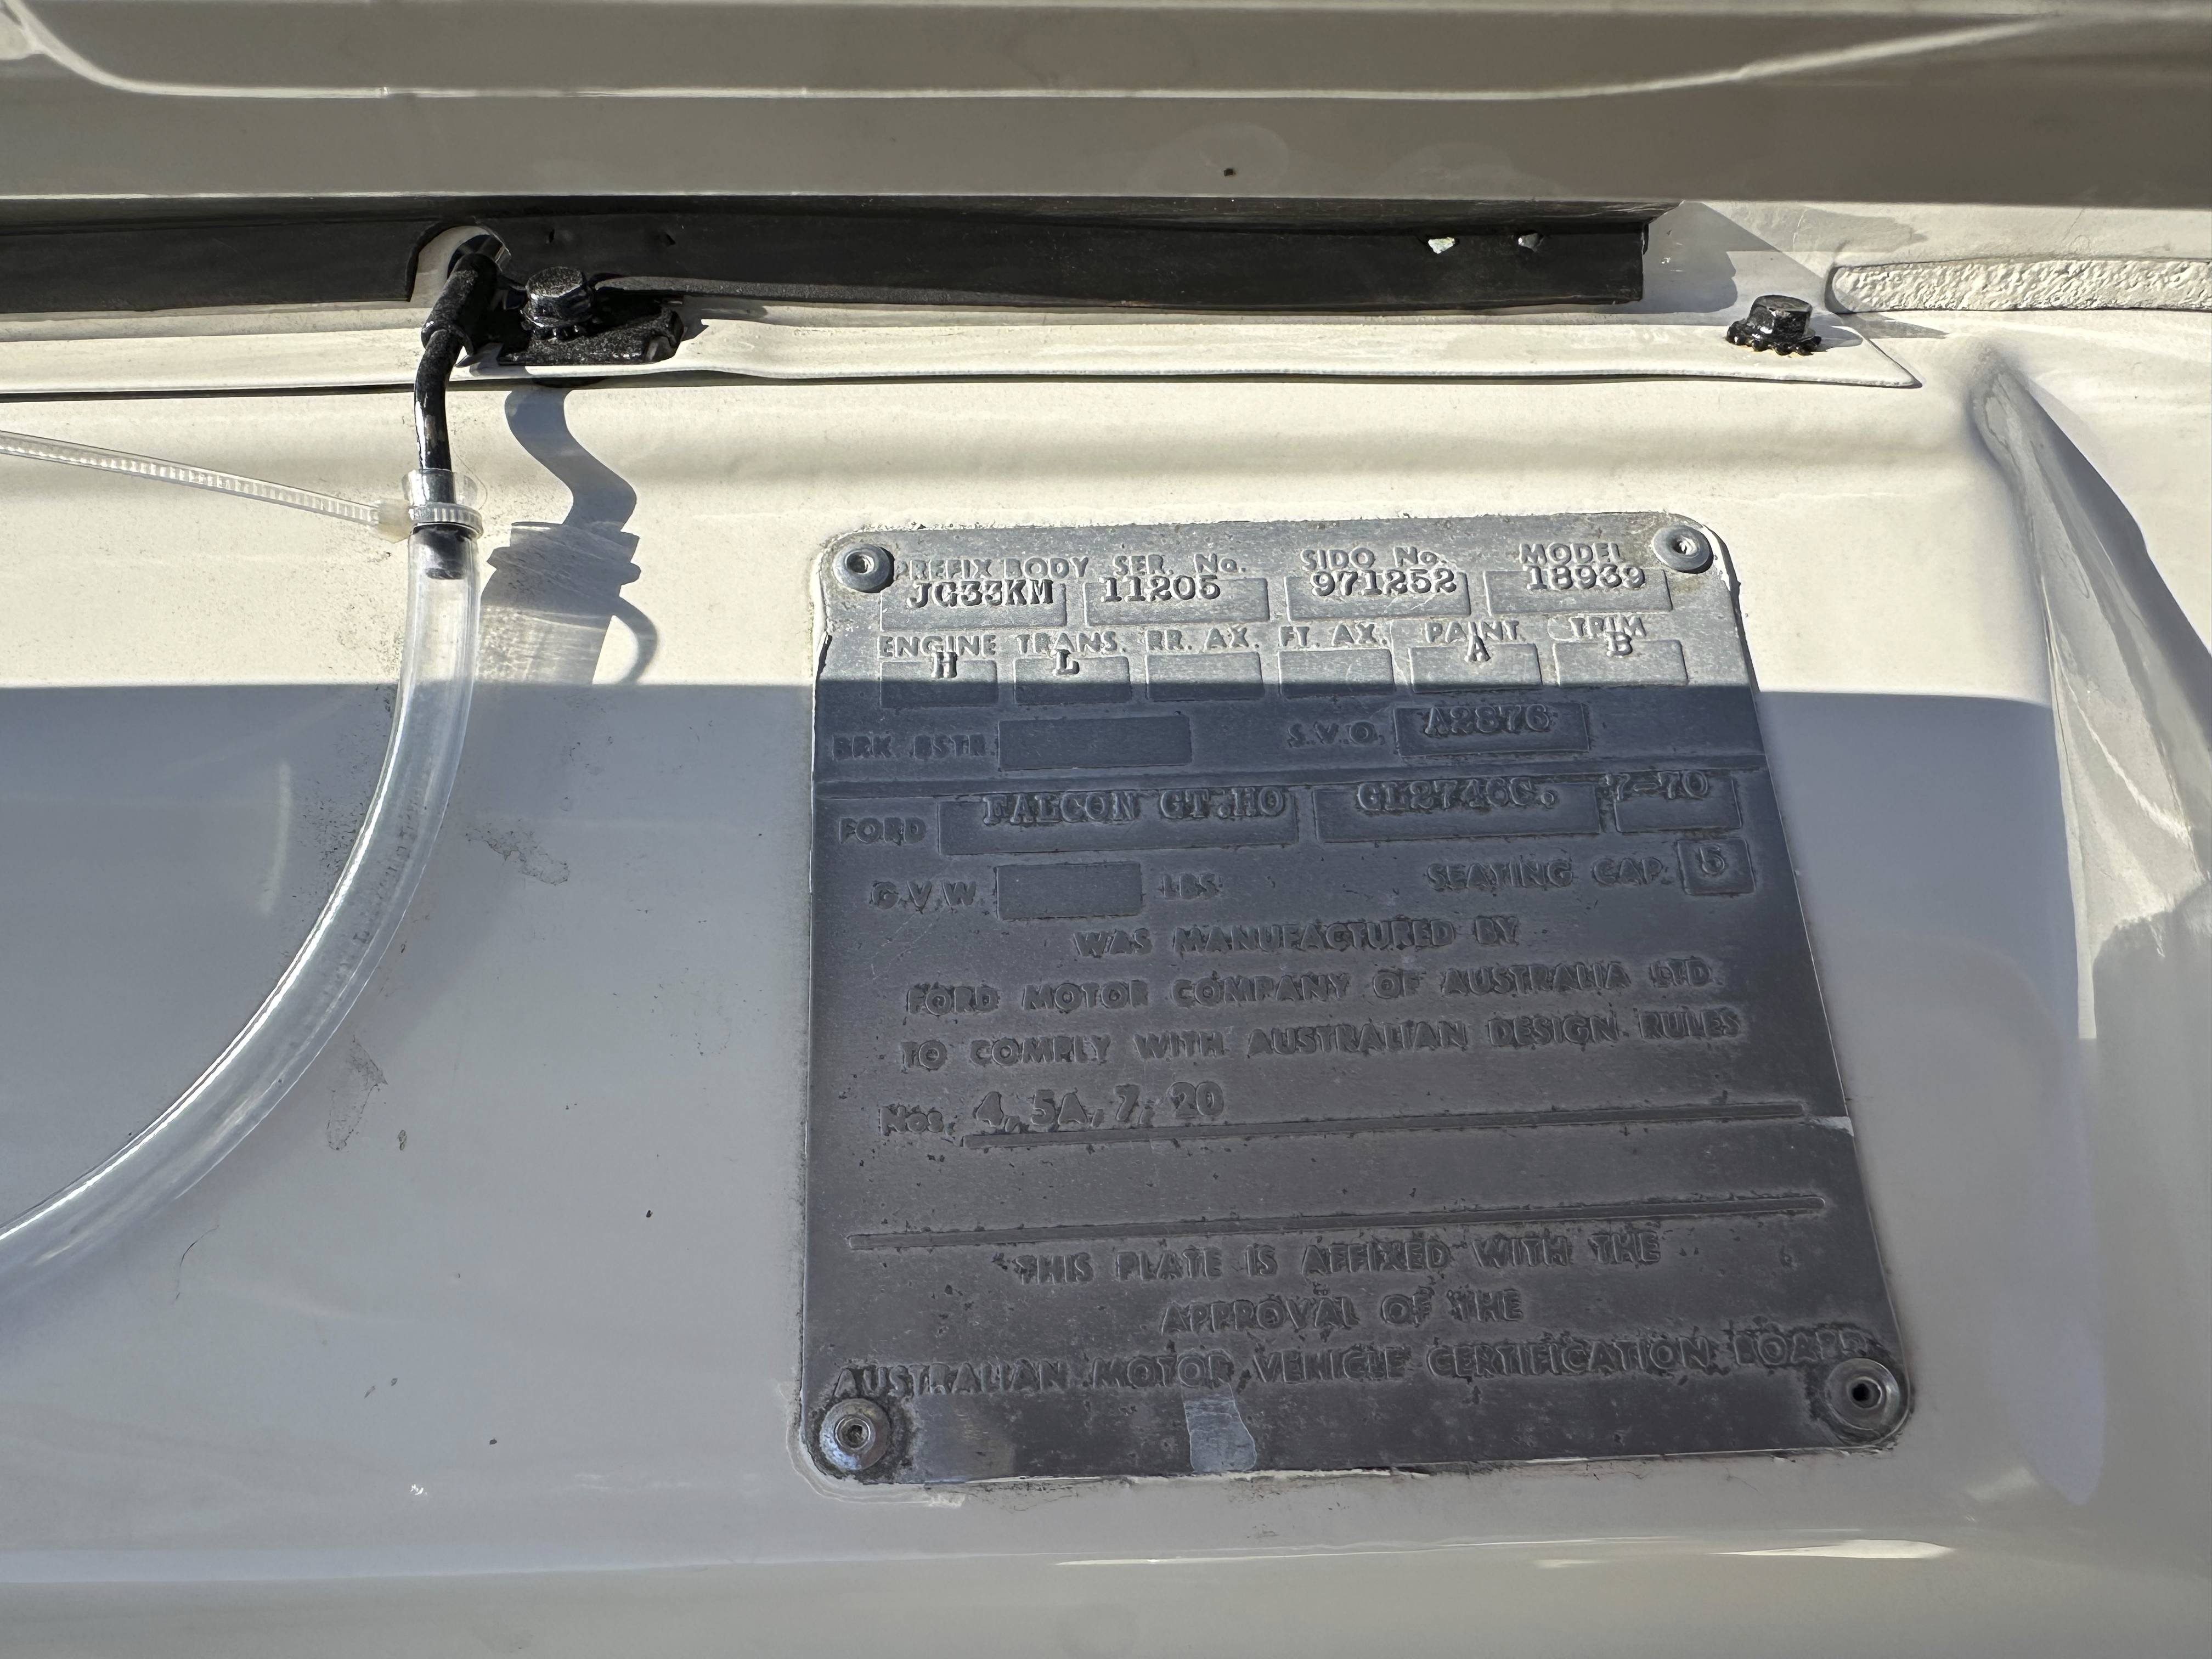 PREFIX BODY SER. No. SIDO No. MODEL
JG33KM 11205 971252 18939
ENGINE TRANS. RR. AX. FT. AX. PAINT TRIM
H L A B
BRK. BSTR. S.V.O. A2876
FORD FALCON GT.HO 7-70
G.V.W. LBS SEATING CAP. 5
WAS MANUFACTURED BY
FORD MOTOR COMPANY OF AUSTRALIA LTD.
TO COMPLY WITH AUSTRALIAN DESIGN RULES
Nos. 4, 5A, 7, 20
THIS PLATE IS AFFIXED WITH THE
APPROVAL OF THE
AUSTRALIAN MOTOR VEHICLE CERTIFICATION BOARD